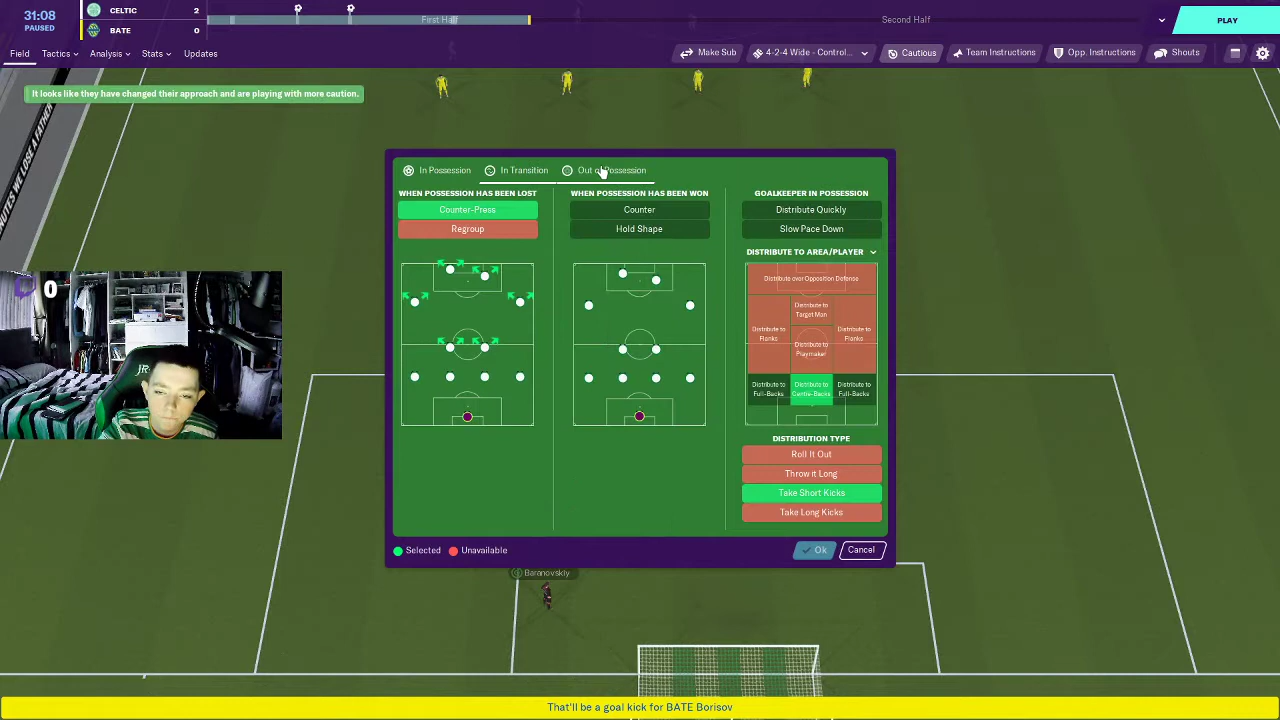 31:08
PAUSED
CELTIC 2
BATE 0
First Half
Second Half
PLAY
Field
Tactics
Analysis
Stats
Updates
Make Sub
4-2-4 Wide - Control...
Cautious
Team Instructions
Opp. Instructions
Shouts
It looks like they have changed their approach and are playing with more caution.
In Possession
In Transition
Out of Possession
WHEN POSSESSION HAS BEEN LOST
Counter-Press
Regroup
WHEN POSSESSION HAS BEEN WON
Counter
Hold Shape
GOALKEEPER IN POSSESSION
Distribute Quickly
Slow Pace Down
DISTRIBUTE TO AREA/PLAYER
Distribute over Opposition Defense
Distribute to
Target Man
Distribute to
Flanks
Distribute to
Playmaker
Distribute to
Flanks
Distribute to
Full-Backs
Distribute to
Centre-Backs
Distribute to
Full-Backs
DISTRIBUTION TYPE
Roll It Out
Throw it Long
Take Short Kicks
Take Long Kicks
Selected
Unavailable
Ok
Cancel
0
JR
Baranovskiy
That'll be a goal kick for BATE Borisov